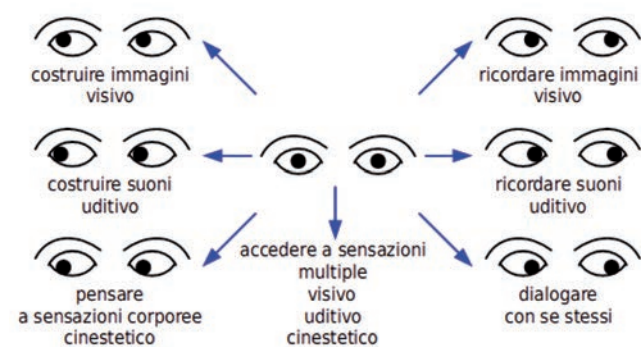 costruire immagini
visivo
ricordare immagini
visivo
costruire suoni
uditivo
ricordare suoni
uditivo
pensare
a sensazioni corporee
cinestetico
accedere a sensazioni
multiple
visivo
uditivo
cinestetico
dialogare
con se stessi